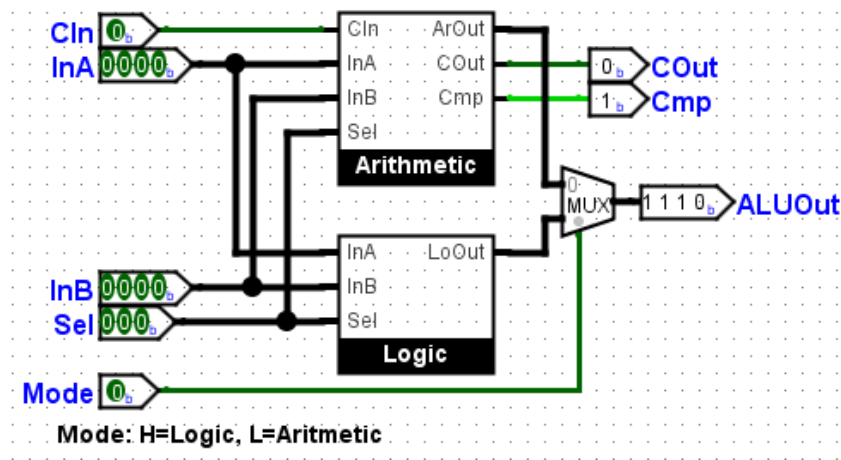 CIn 0b CIn ArOut
InA 0000b InA COut 0b COut
InB Cmp 1b Cmp
Sel
Arithmetic
0
MUX 1110b ALUOut
InA LoOut
InB 0000b InB
Sel 000b Sel
Logic
Mode 0b
Mode: H=Logic, L=Aritmetic